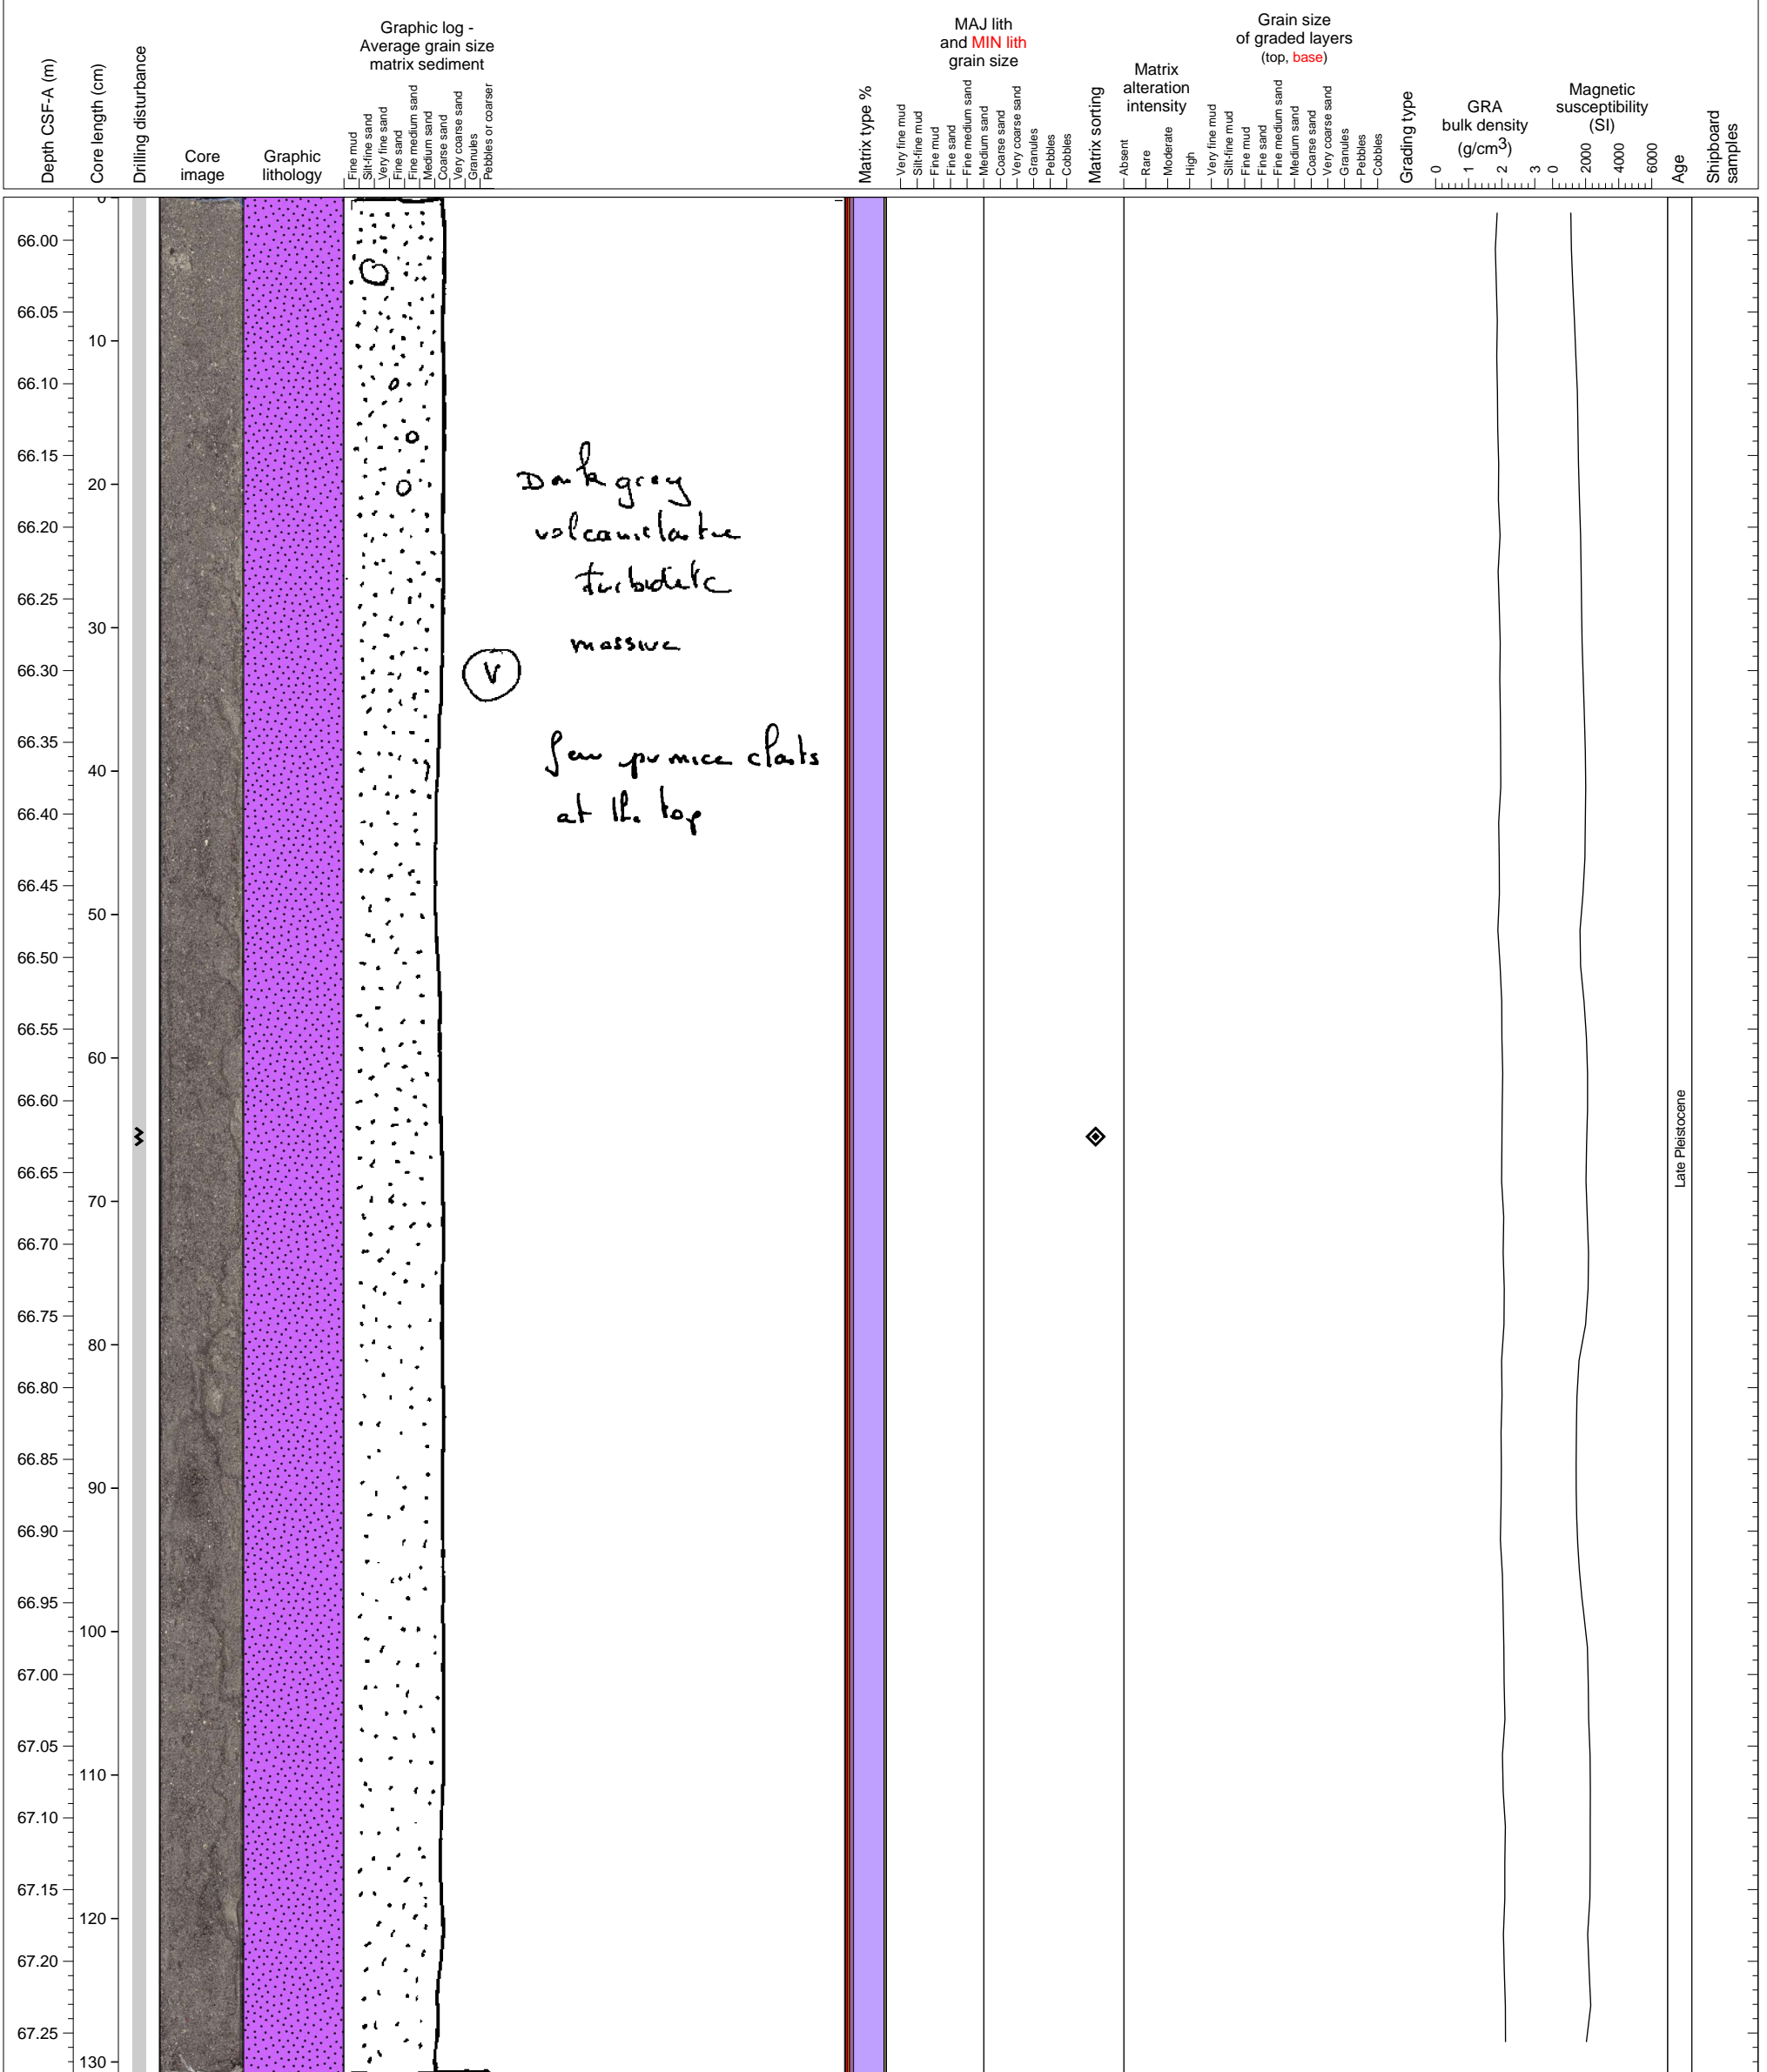 Graphic log -
Average grain size
matrix sediment
MAJ lith
and MIN lith
grain size
Grain size
of graded layers
(top, base)
Matrix
alteration
intensity
GRA
bulk density
(g/cm3)
Magnetic
susceptibility
(SI)
Depth CSF-A (m)
Core length (cm)
Drilling disturbance
Core
image
Graphic
lithology
Fine mud
Silt-fine sand
Very fine sand
Fine sand
Fine medium sand
Medium sand
Coarse sand
Very coarse sand
Granules
Pebbles or coarser
Matrix type %
Very fine mud
Silt-fine mud
Fine mud
Fine sand
Fine medium sand
Medium sand
Coarse sand
Very coarse sand
Granules
Pebbles
Cobbles
Matrix sorting
Absent
Rare
Moderate
High
Very fine mud
Silt-fine mud
Fine mud
Fine sand
Fine medium sand
Medium sand
Coarse sand
Very coarse sand
Granules
Pebbles
Cobbles
Grading type
0 1 2 3
0 2000 4000 6000
Age
Shipboard
samples
0
66.00
66.05
10
66.10
66.15
20
66.20
66.25
30
66.30
66.35
40
66.40
66.45
50
66.50
66.55
60
66.60
66.65
70
66.70
66.75
80
66.80
66.85
90
66.90
66.95
100
67.00
67.05
110
67.10
67.15
120
67.20
67.25
130
Dark grey
volcaniclastic
turbidite
massive
V
few pumice clasts
at the top
Late Pleistocene